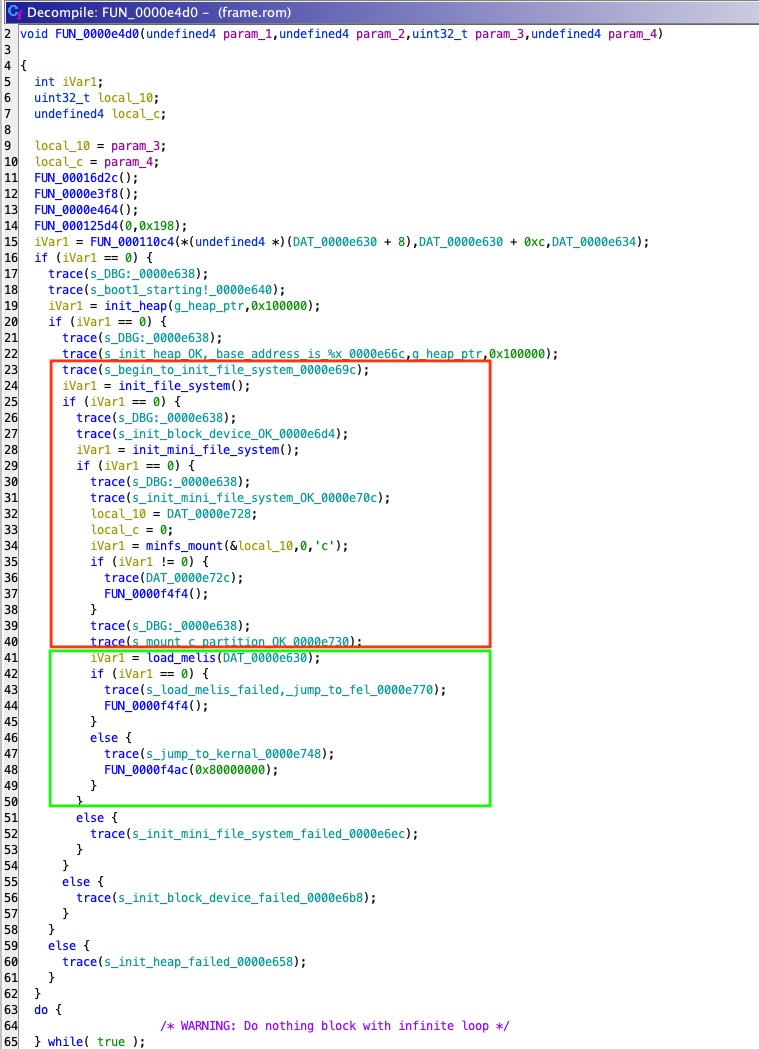 Decompile: FUN_0000e4d0 - (frame.rom)
2 void FUN_0000e4d0(undefined4 param_1,undefined4 param_2,uint32_t param_3,undefined4 param_4)
3
4 {
5 int iVar1;
6 uint32_t local_10;
7 undefined4 local_c;
8
9 local_10 = param_3;
10 local_c = param_4;
11 FUN_00016d2c();
12 FUN_0000e3f8();
13 FUN_0000e464();
14 FUN_000125d4(0,0x198);
15 iVar1 = FUN_000110c4(*(undefined4 *)(DAT_0000e630 + 8),DAT_0000e630 + 0xc,DAT_0000e634);
16 if (iVar1 == 0) {
17 trace(s_DBG:_0000e638);
18 trace(s_boot1_starting!_0000e640);
19 iVar1 = init_heap(g_heap_ptr,0x100000);
20 if (iVar1 == 0) {
21 trace(s_DBG:_0000e638);
22 trace(s_init_heap_OK,_base_address_is_%x_0000e66c,g_heap_ptr,0x100000);
23 trace(s_begin_to_init_file_system_0000e69c);
24 iVar1 = init_file_system();
25 if (iVar1 == 0) {
26 trace(s_DBG:_0000e638);
27 trace(s_init_block_device_OK_0000e6d4);
28 iVar1 = init_mini_file_system();
29 if (iVar1 == 0) {
30 trace(s_DBG:_0000e638);
31 trace(s_init_mini_file_system_OK_0000e70c);
32 local_10 = DAT_0000e728;
33 local_c = 0;
34 iVar1 = minfs_mount(&local_10,0,'c');
35 if (iVar1 != 0) {
36 trace(DAT_0000e72c);
37 FUN_0000f4f4();
38 }
39 trace(s_DBG:_0000e638);
40 trace(s_mount_c_partition_OK_0000e730);
41 iVar1 = load_melis(DAT_0000e630);
42 if (iVar1 == 0) {
43 trace(s_load_melis_failed,_jump_to_fel_0000e770);
44 FUN_0000f4f4();
45 }
46 else {
47 trace(s_jump_to_kernal_0000e748);
48 FUN_0000f4ac(0x80000000);
49 }
50 }
51 else {
52 trace(s_init_mini_file_system_failed_0000e6ec);
53 }
54 }
55 else {
56 trace(s_init_block_device_failed_0000e6b8);
57 }
58 }
59 else {
60 trace(s_init_heap_failed_0000e658);
61 }
62 }
63 do {
64 /* WARNING: Do nothing block with infinite loop */
65 } while( true );